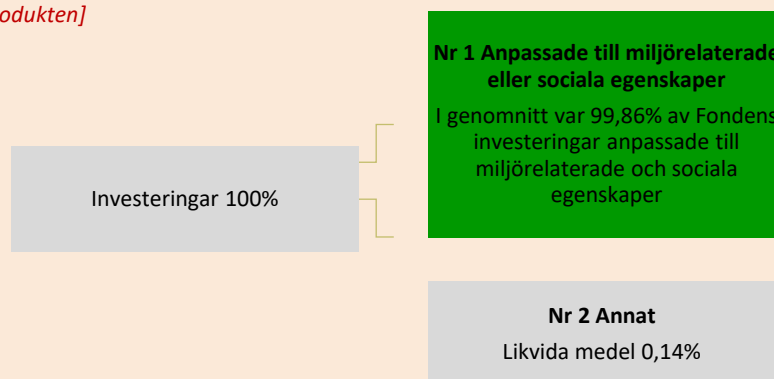 odukten]
Nr 1 Anpassade till miljörelaterade
eller sociala egenskaper
I genomnitt var 99,86% av Fondens
investeringar anpassade till
miljörelaterade och sociala
egenskaper
Investeringar 100%
Nr 2 Annat
Likvida medel 0,14%